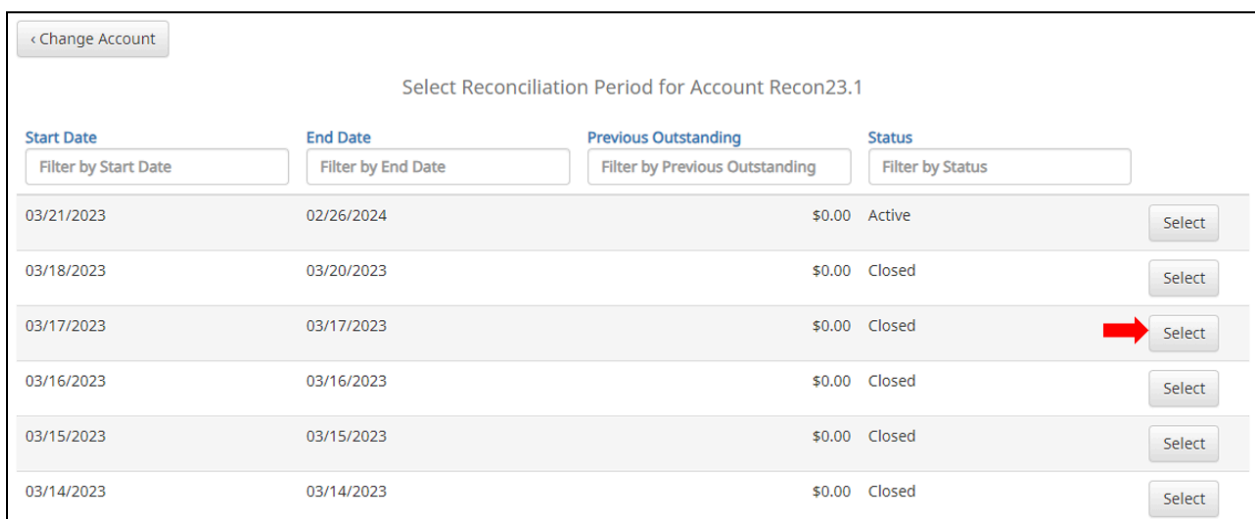 ‹ Change Account
Select Reconciliation Period for Account Recon23.1
Start Date End Date Previous Outstanding Status
Filter by Start Date Filter by End Date Filter by Previous Outstanding Filter by Status
03/21/2023 02/26/2024 $0.00 Active Select
03/18/2023 03/20/2023 $0.00 Closed Select
03/17/2023 03/17/2023 $0.00 Closed Select
03/16/2023 03/16/2023 $0.00 Closed Select
03/15/2023 03/15/2023 $0.00 Closed Select
03/14/2023 03/14/2023 $0.00 Closed Select